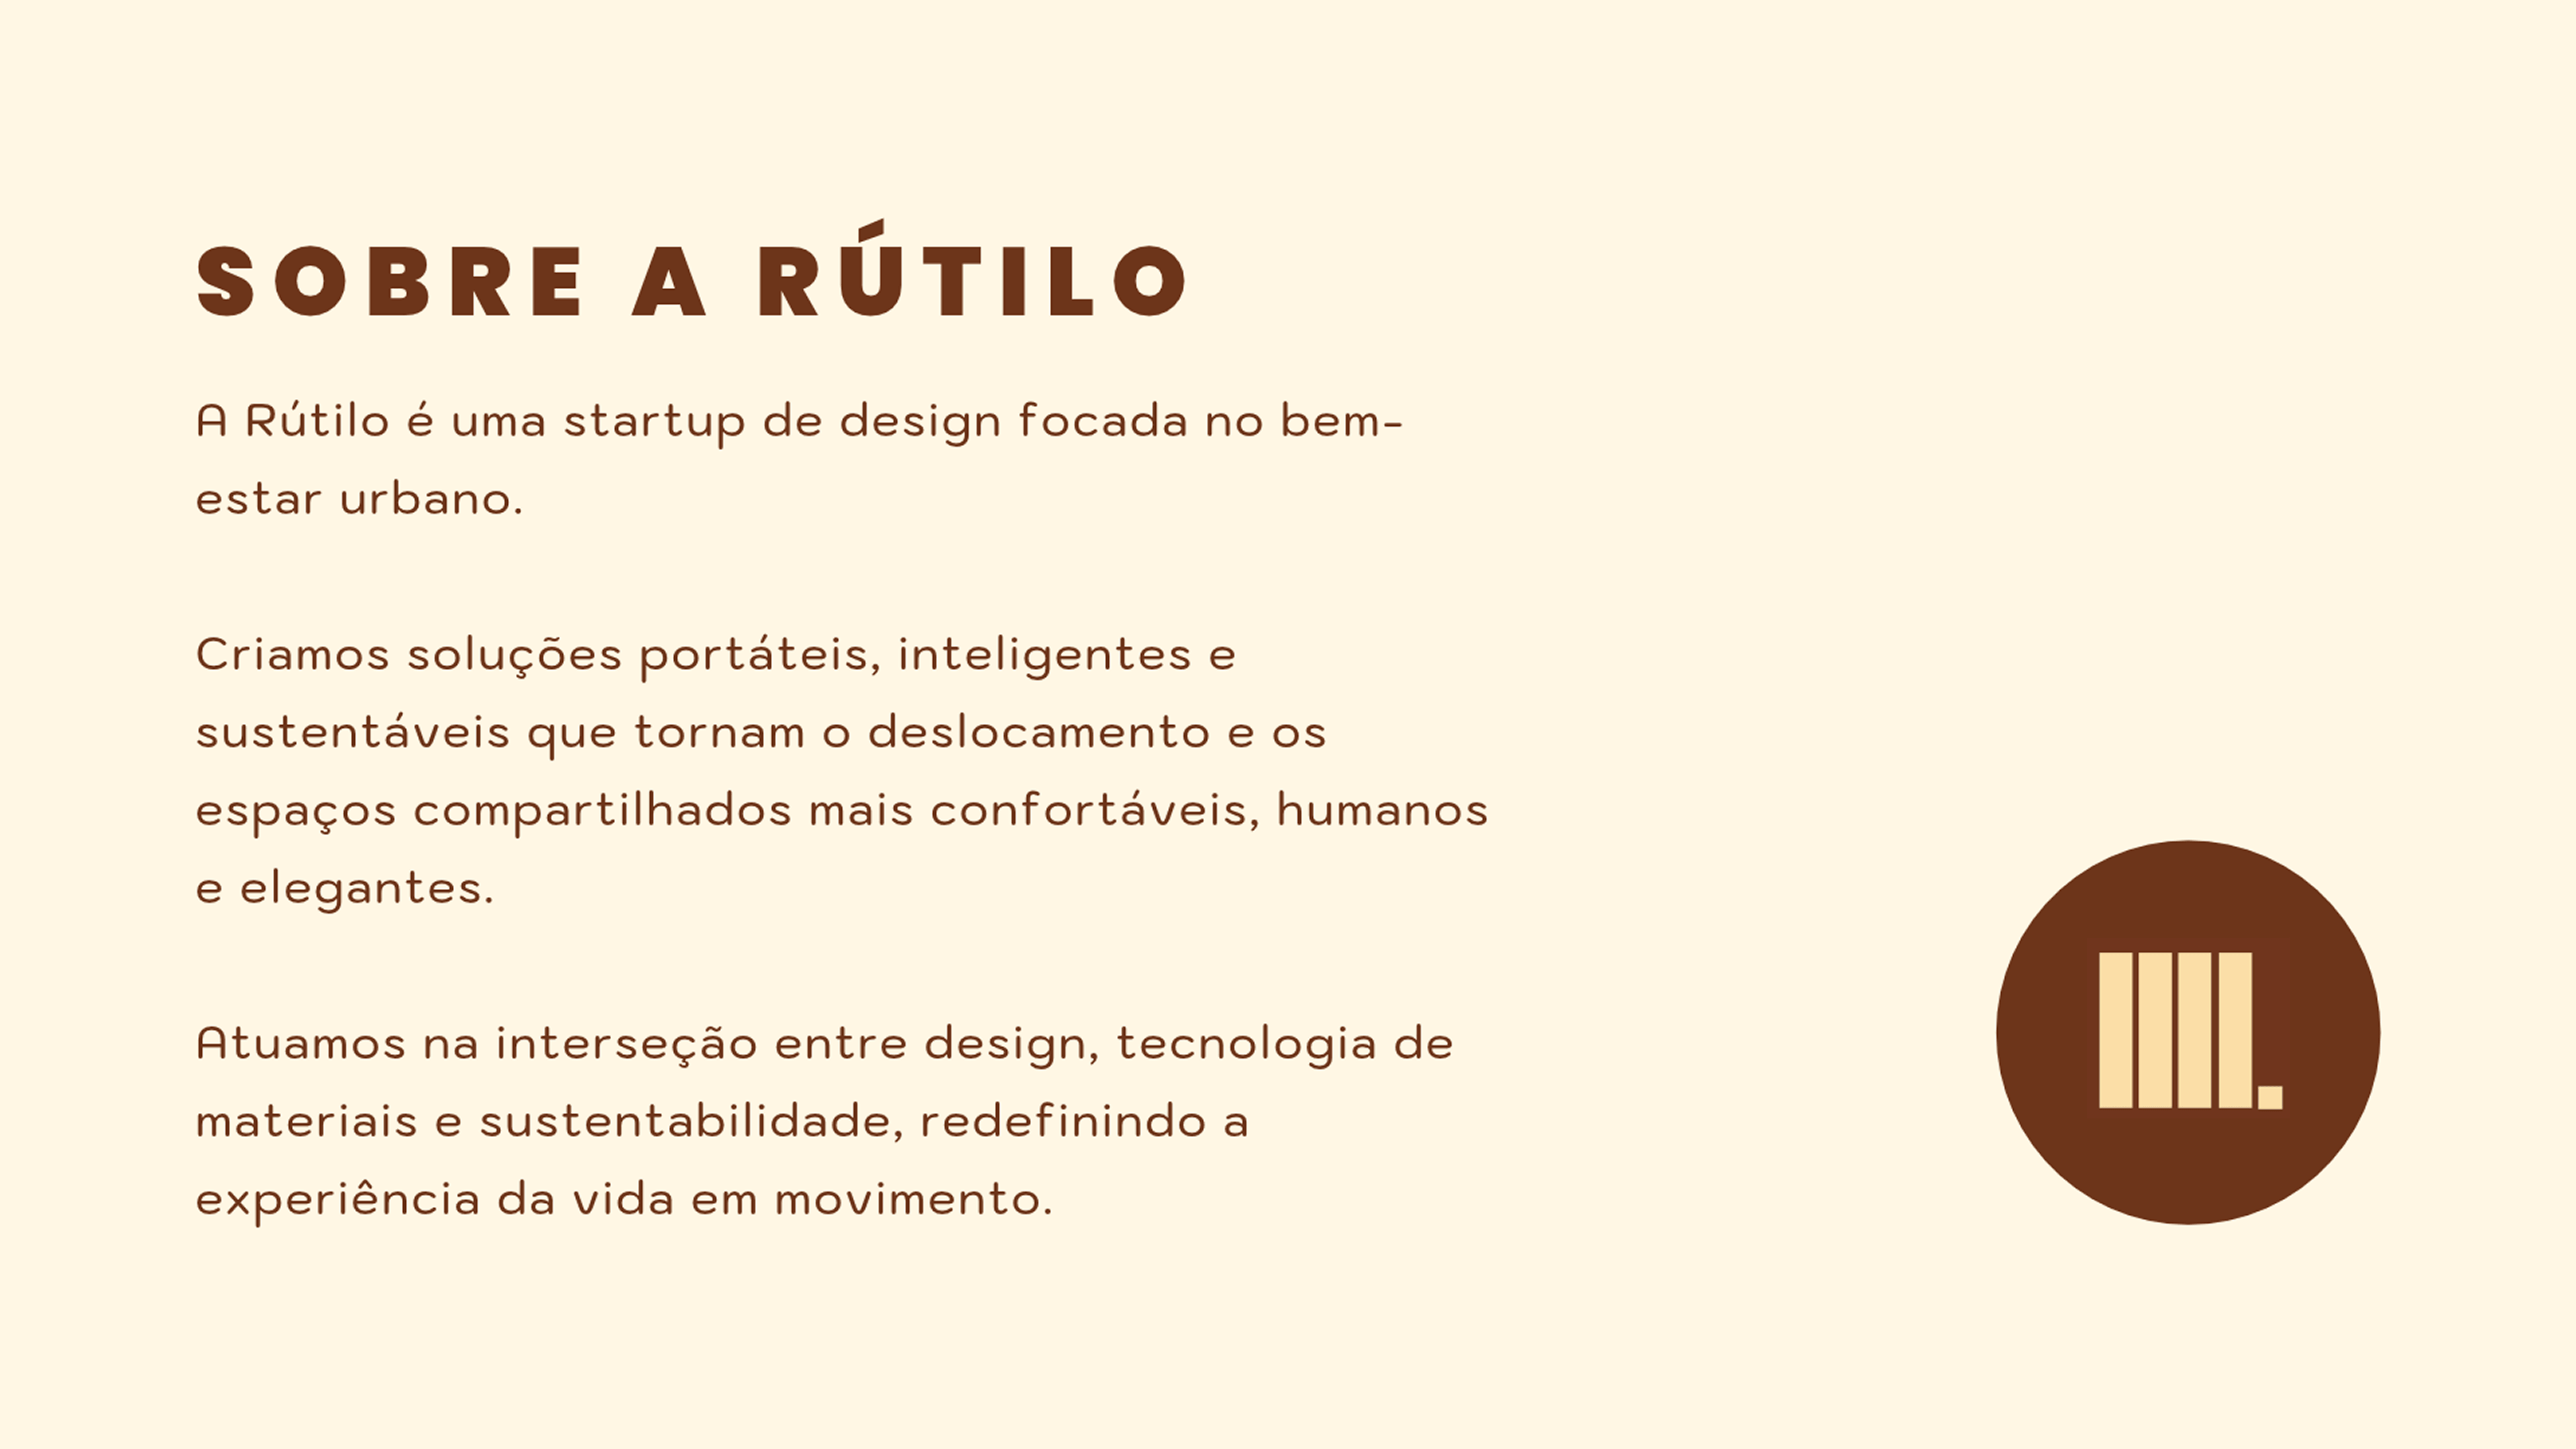 SOBRE A RÚTILO
A Rútilo é uma startup de design focada no bem-
estar urbano.
Criamos soluções portáteis, inteligentes e
sustentáveis que tornam o deslocamento e os
espaços compartilhados mais confortáveis, humanos
e elegantes.
Atuamos na interseção entre design, tecnologia de
materiais e sustentabilidade, redefinindo a
experiência da vida em movimento.